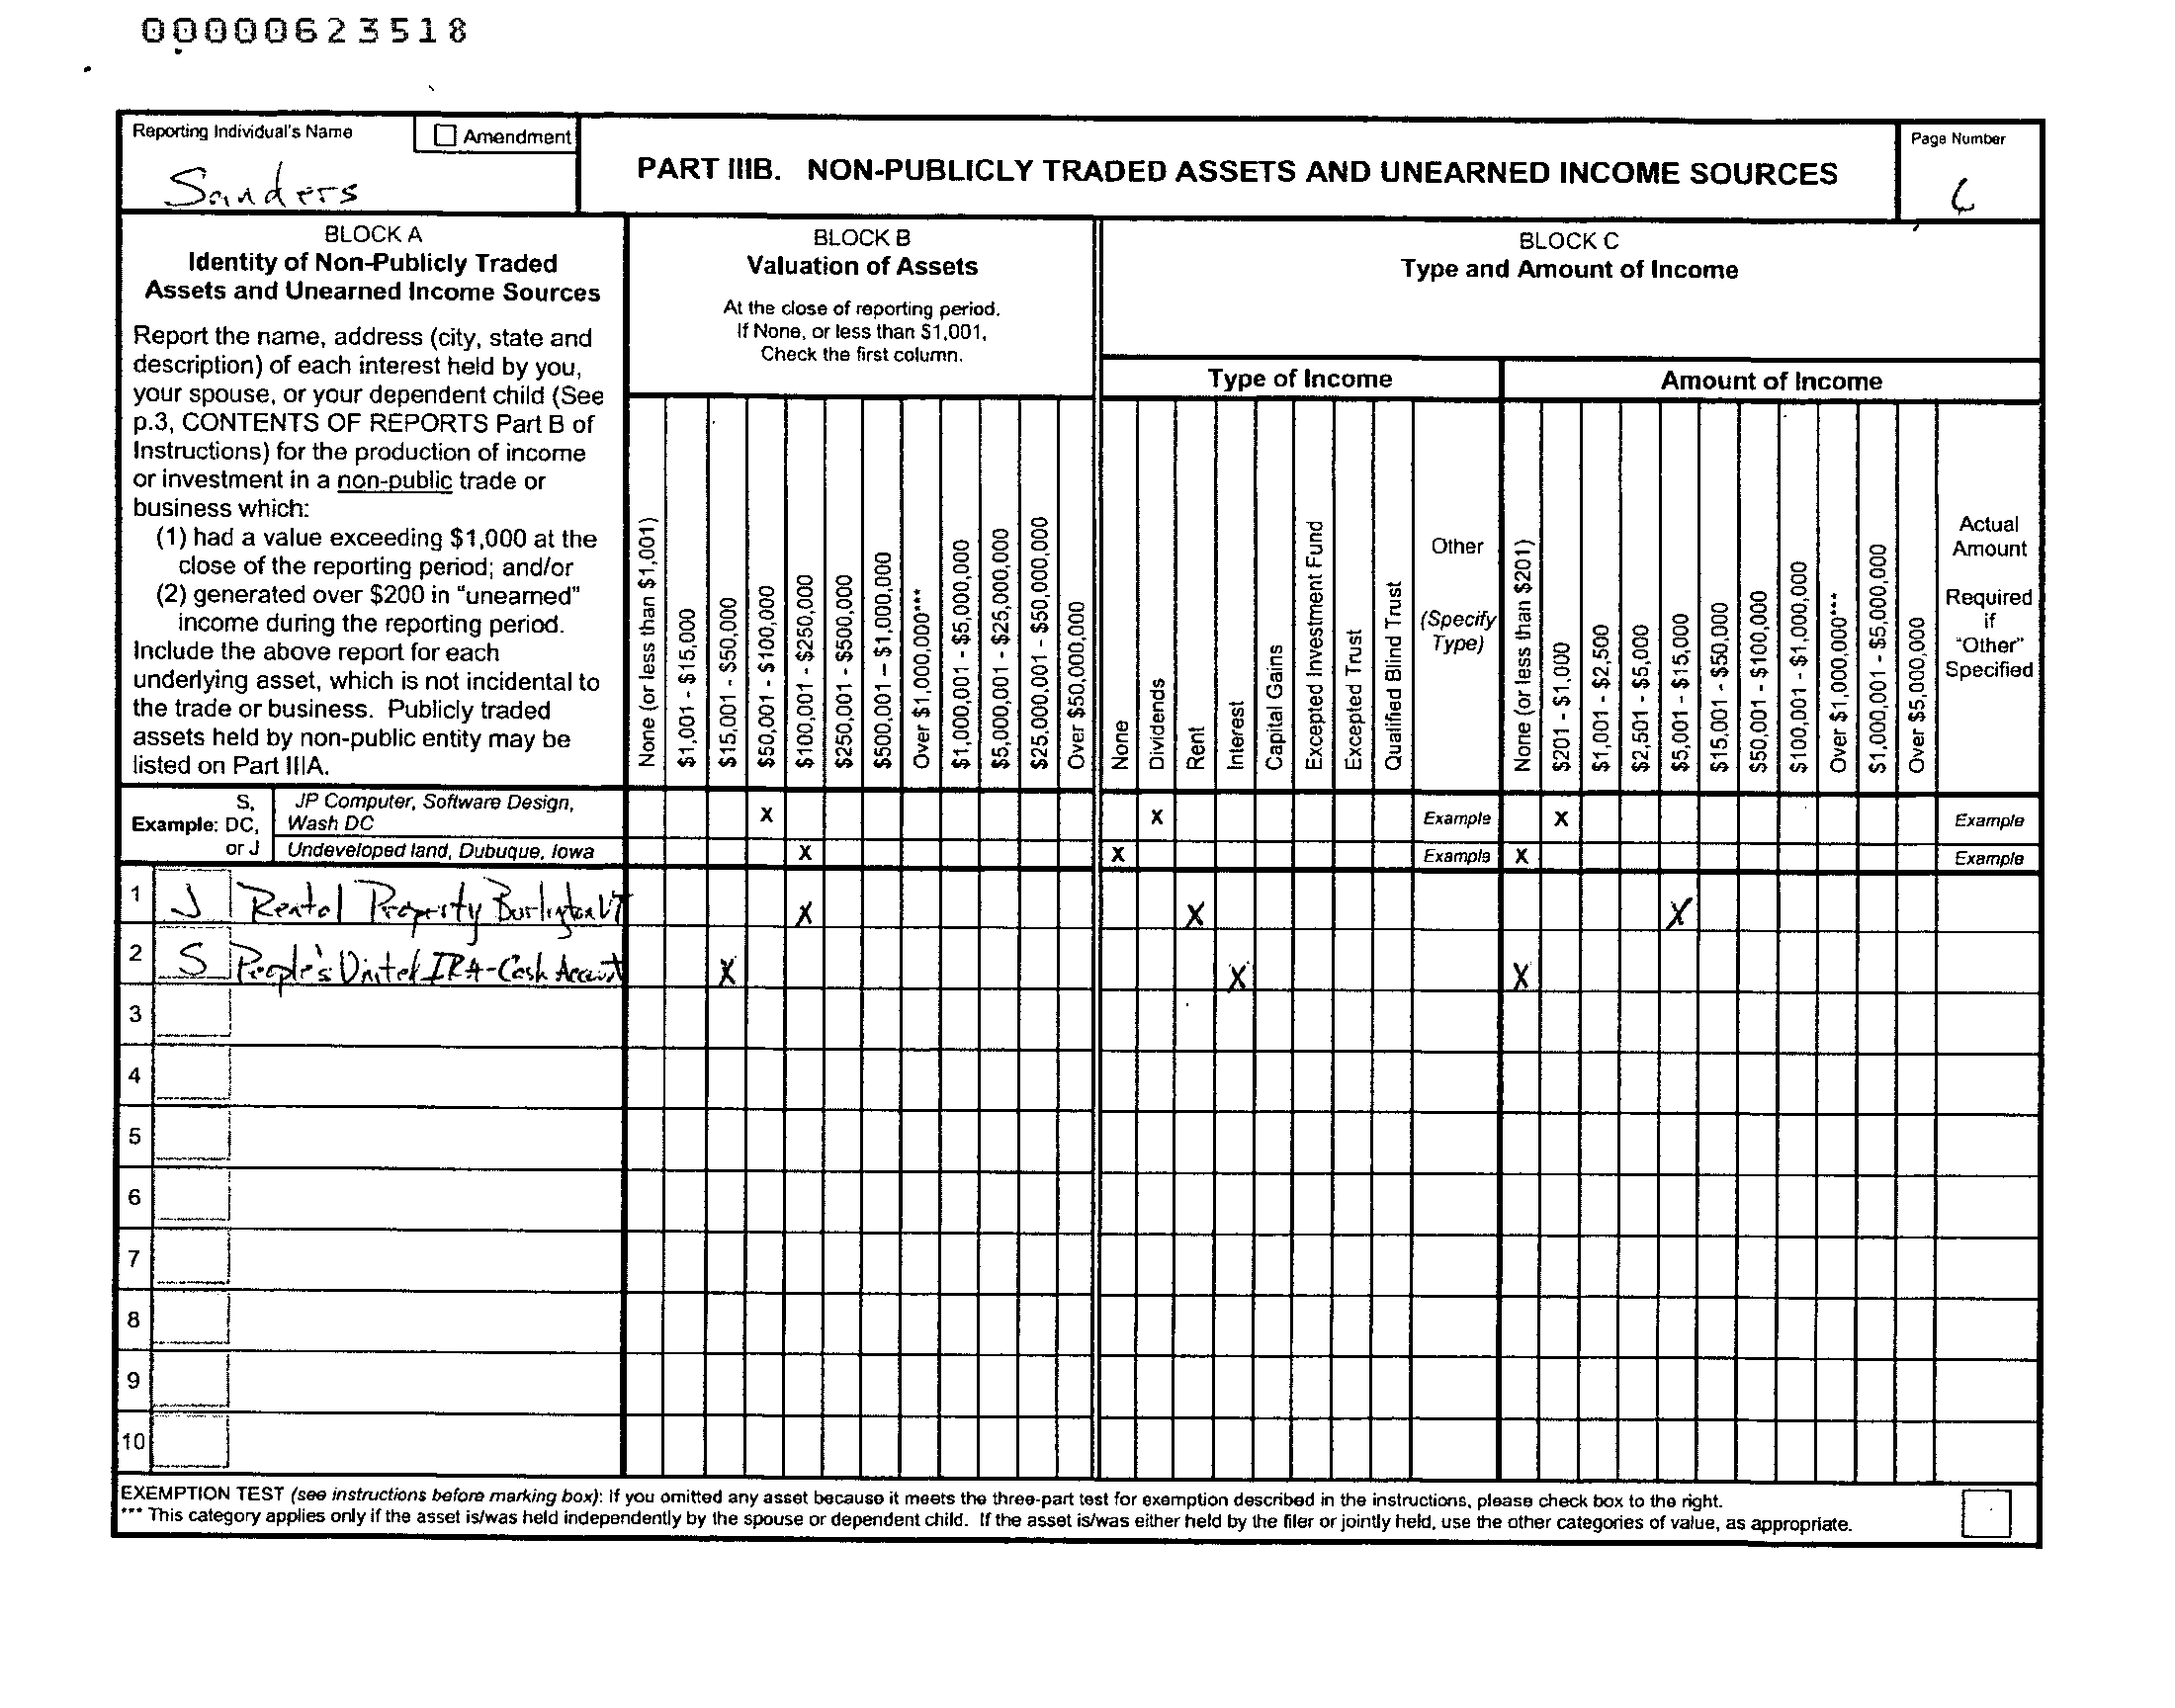 00000623518
Reporting Individual's Name
Amendment
Sanders
PART IIIB. NON-PUBLICLY TRADED ASSETS AND UNEARNED INCOME SOURCES
Page Number
6
BLOCK A
Identity of Non-Publicly Traded
Assets and Unearned Income Sources
Report the name, address (city, state and
description) of each interest held by you,
your spouse, or your dependent child (See
p.3, CONTENTS OF REPORTS Part B of
Instructions) for the production of income
or investment in a non-public trade or
business which:
(1) had a value exceeding $1,000 at the
close of the reporting period; and/or
(2) generated over $200 in "unearned"
income during the reporting period.
Include the above report for each
underlying asset, which is not incidental to
the trade or business. Publicly traded
assets held by non-public entity may be
listed on Part IIIA.
BLOCK B
Valuation of Assets
At the close of reporting period.
If None, or less than $1,001,
Check the first column.
None (or less than $1,001)
$1,001 - $15,000
$15,001 - $50,000
$50,001 - $100,000
$100,001 - $250,000
$250,001 - $500,000
$500,001 – $1,000,000
Over $1,000,000***
$1,000,001 - $5,000,000
$5,000,001 - $25,000,000
$25,000,001 - $50,000,000
Over $50,000,000
BLOCK C
Type and Amount of Income
Type of Income
None
Dividends
Rent
Interest
Capital Gains
Excepted Investment Fund
Excepted Trust
Qualified Blind Trust
Other
(Specify
Type)
Amount of Income
None (or less than $201)
$201 - $1,000
$1,001 - $2,500
$2,501 - $5,000
$5,001 - $15,000
$15,001 - $50,000
$50,001 - $100,000
$100,001 - $1,000,000
Over $1,000,000***
$1,000,001 - $5,000,000
Over $5,000,000
Actual
Amount
Required
if
"Other"
Specified
Example: S, DC, or J
JP Computer, Software Design,
Wash DC X X Example X Example
Undeveloped land, Dubuque, Iowa X X Example X Example
1 J Rental Property Burlington VT X X X
2 S People's United IRA-Cash Account X X X
3
4
5
6
7
8
9
10
EXEMPTION TEST (see instructions before marking box): If you omitted any asset because it meets the three-part test for exemption described in the instructions, please check box to the right.
*** This category applies only if the asset is/was held independently by the spouse or dependent child. If the asset is/was either held by the filer or jointly held, use the other categories of value, as appropriate.